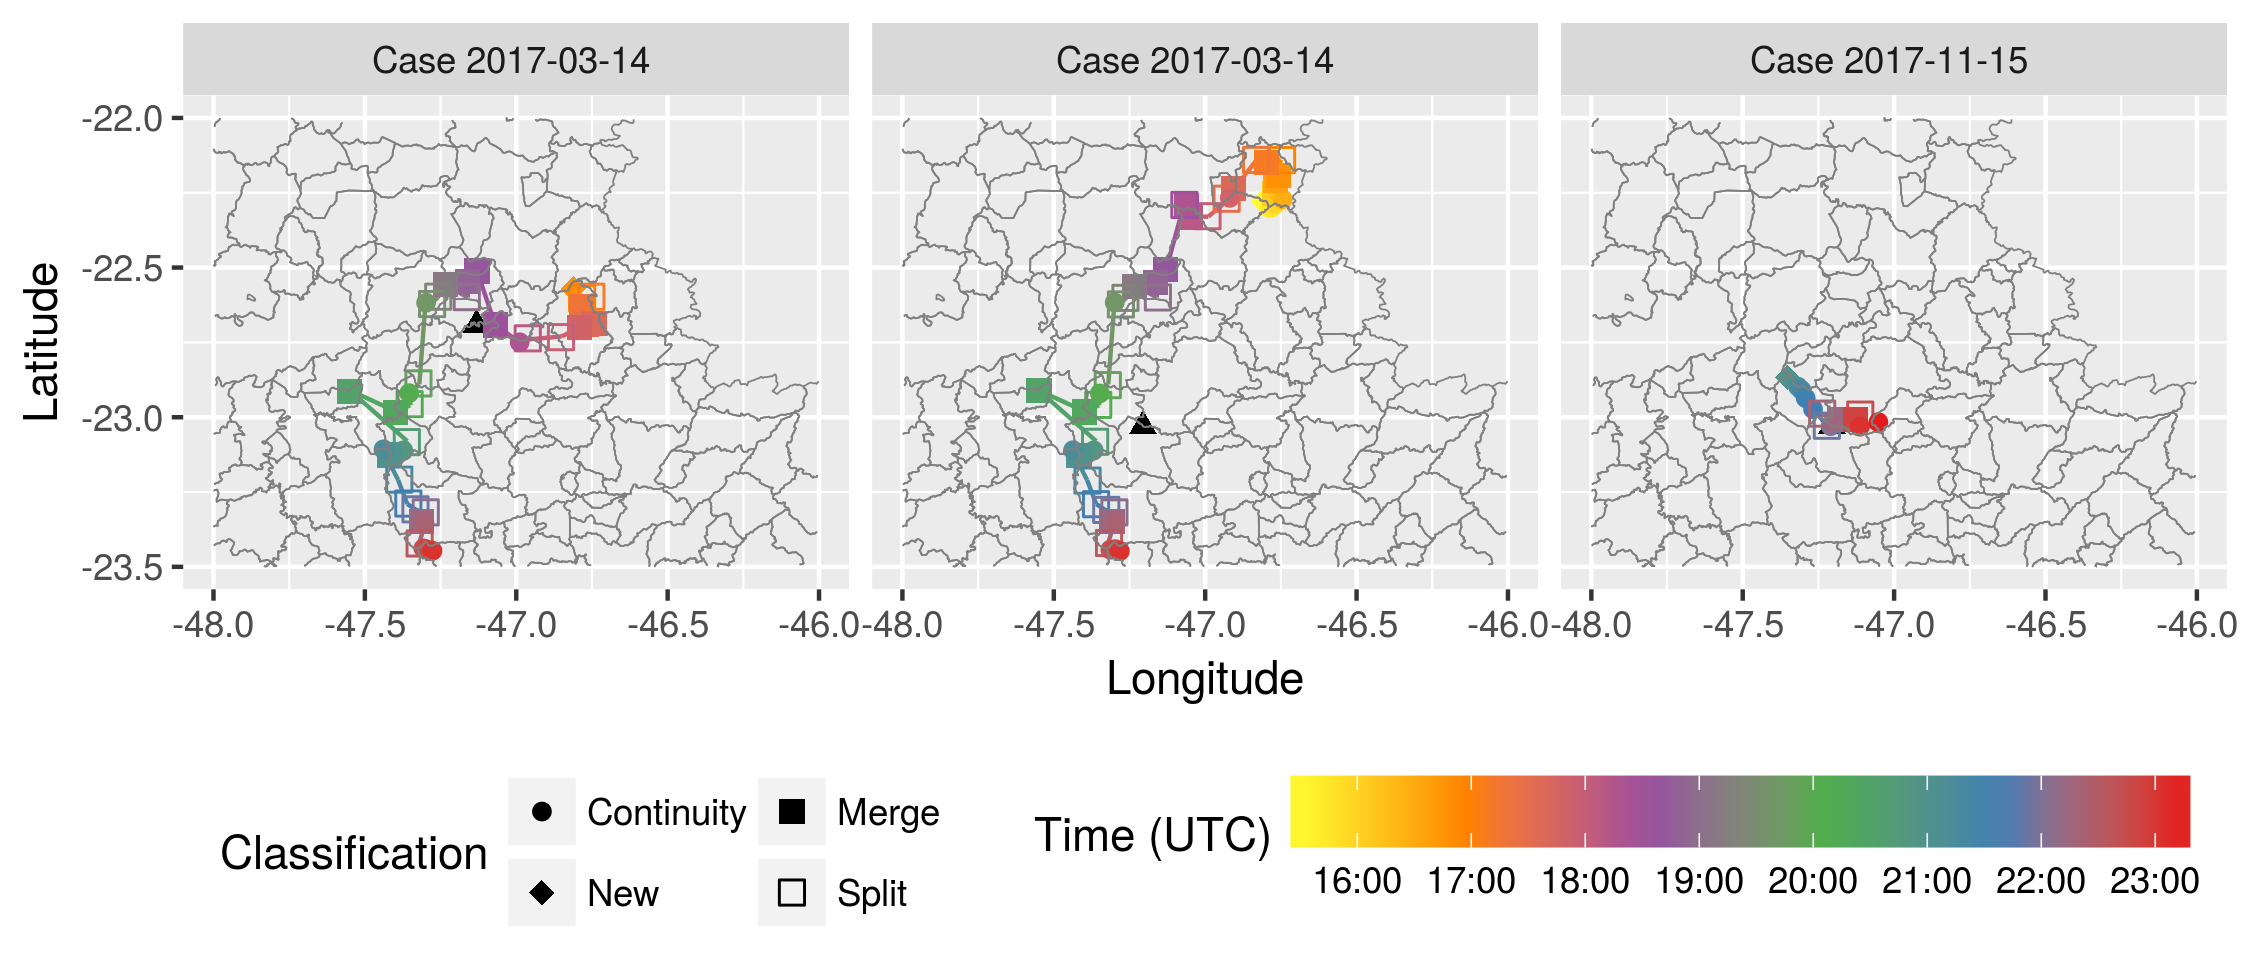 Case 2017-03-14 Case 2017-03-14 Case 2017-11-15
-22.0
-22.5
-23.0
-23.5
Latitude
-48.0 -47.5 -47.0 -46.5 -46.0 -48.0 -47.5 -47.0 -46.5 -46.0 -48.0 -47.5 -47.0 -46.5 -46.0
Longitude
Classification
Continuity Merge
New Split
Time (UTC)
16:00 17:00 18:00 19:00 20:00 21:00 22:00 23:00